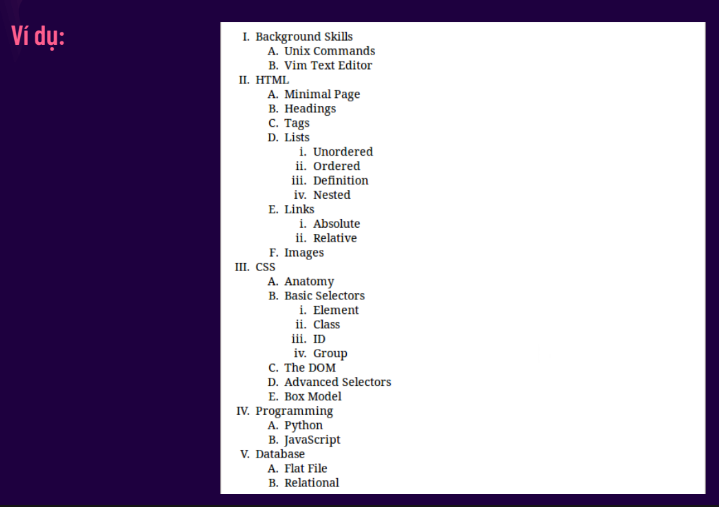 Ví dụ:
I. Background Skills
A. Unix Commands
B. Vim Text Editor
II. HTML
A. Minimal Page
B. Headings
C. Tags
D. Lists
i. Unordered
ii. Ordered
iii. Definition
iv. Nested
E. Links
i. Absolute
ii. Relative
F. Images
III. CSS
A. Anatomy
B. Basic Selectors
i. Element
ii. Class
iii. ID
iv. Group
C. The DOM
D. Advanced Selectors
E. Box Model
IV. Programming
A. Python
B. JavaScript
V. Database
A. Flat File
B. Relational